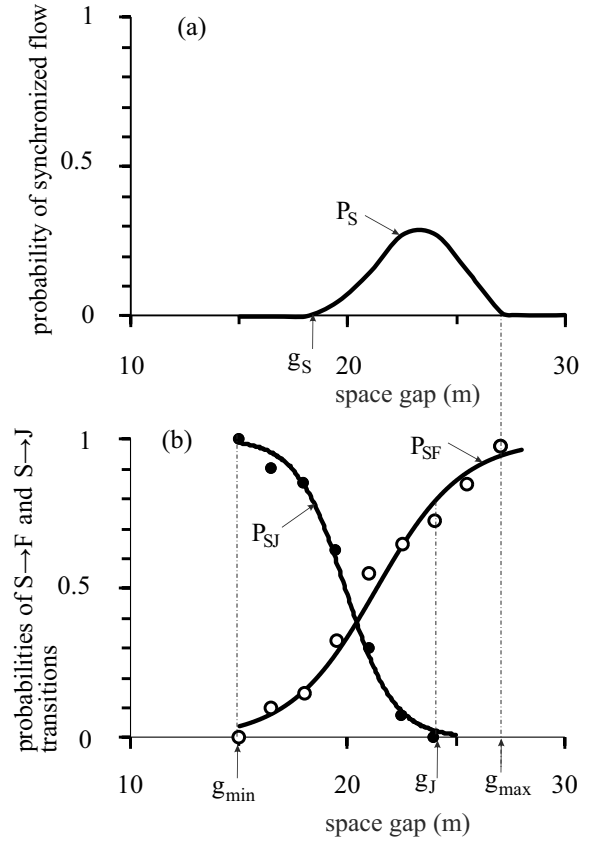 (a)
probability of synchronized flow
1
0.5
0
P_S
g_S
10
20
30
space gap (m)
(b)
probabilities of S→F and S→J
transitions
1
0.5
0
P_SF
P_SJ
10
20
30
g_min
g_J
g_max
space gap (m)